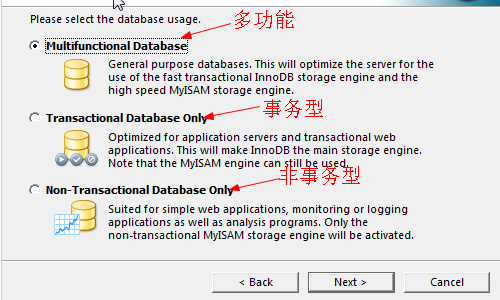 Please select the database usage.
多功能
Multifunctional Database
General purpose databases. This will optimize the server for the
use of the fast transactional InnoDB storage engine and the
high speed MyISAM storage engine.
事务型
Transactional Database Only
Optimized for application servers and transactional web
applications. This will make InnoDB the main storage engine.
Note that the MyISAM engine can still be used.
非事务型
Non-Transactional Database Only
Suited for simple web applications, monitoring or logging
applications as well as analysis programs. Only the
non-transactional MyISAM storage engine will be activated.
< Back
Next >
Cancel